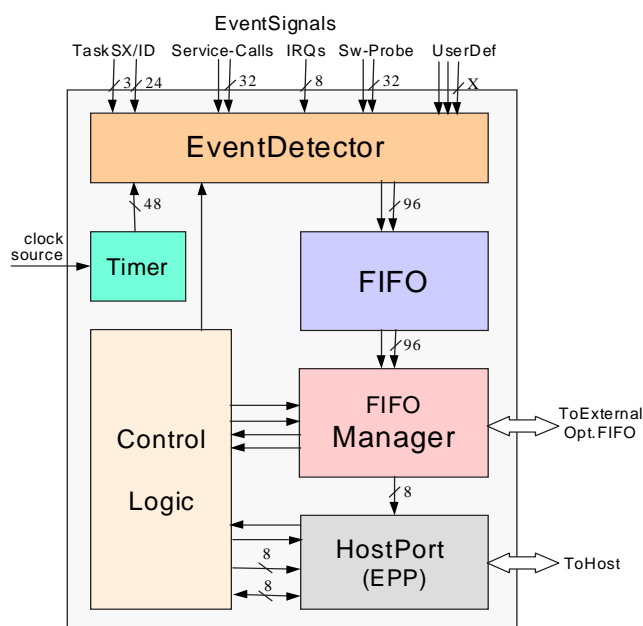 EventSignals
TaskSX/ID Service-Calls IRQs Sw-Probe UserDef
3 24 32 8 32 X
EventDetector
48 96
clock
source
Timer
FIFO
96
FIFO
Manager
ToExternal
Opt.FIFO
Control
Logic
8
HostPort
(EPP)
ToHost
8
8